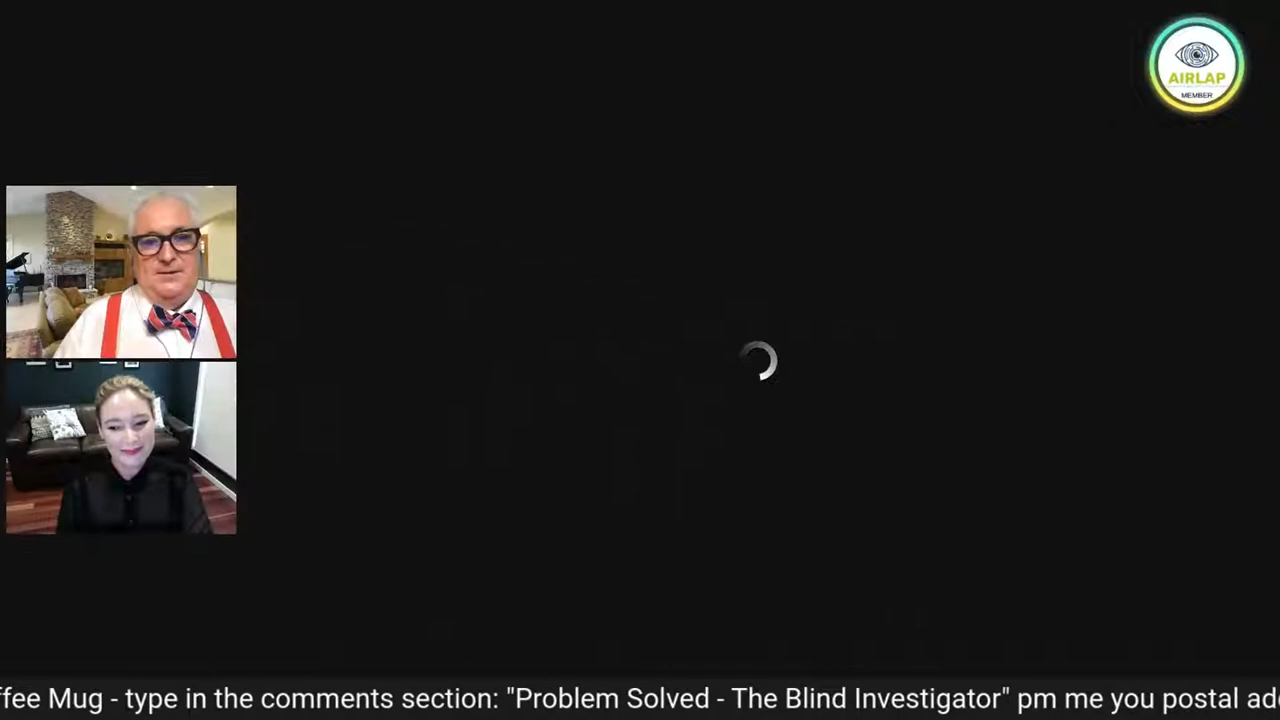 AIRLAP
MEMBER
ffee Mug - type in the comments section: "Problem Solved - The Blind Investigator" pm me you postal ad